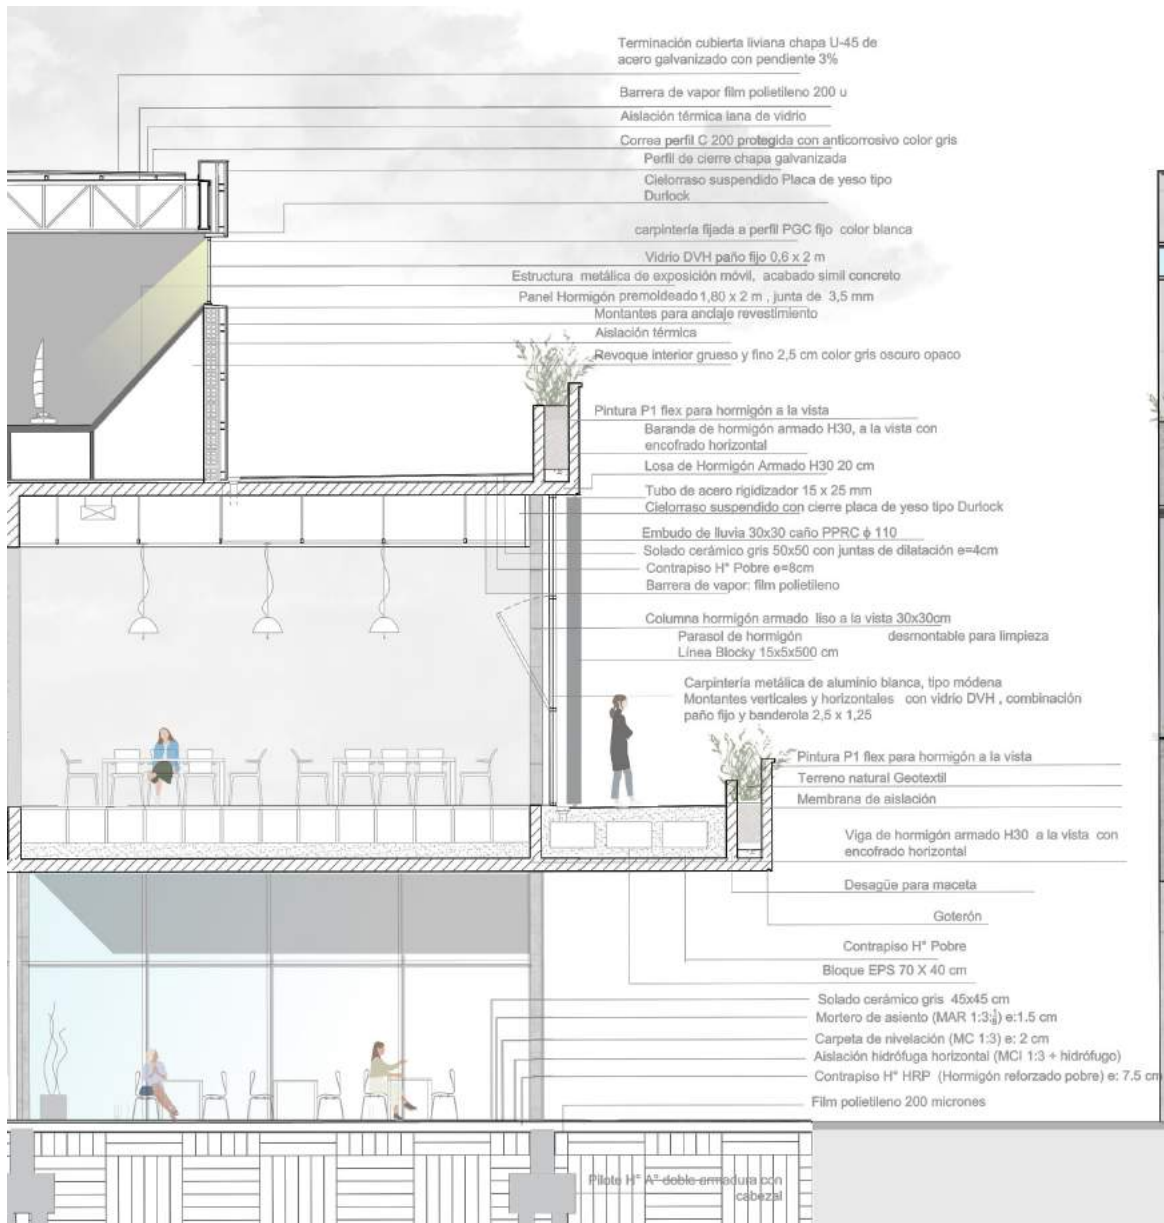 Terminación cubierta liviana chapa U-45 de
acero galvanizado con pendiente 3%
Barrera de vapor film polietileno 200 u
Aislación térmica lana de vidrio
Correa perfil C 200 protegida con anticorrosivo color gris
Perfil de cierre chapa galvanizada
Cielorraso suspendido Placa de yeso tipo
Durlock
carpintería fijada a perfil PGC fijo color blanca
Vidrio DVH paño fijo 0,6 x 2 m
Estructura metálica de exposición móvil, acabado simil concreto
Panel Hormigón premoldeado 1,80 x 2 m , junta de 3,5 mm
Montantes para anclaje revestimiento
Aislación térmica
Revoque interior grueso y fino 2,5 cm color gris oscuro opaco
Pintura P1 flex para hormigón a la vista
Baranda de hormigón armado H30, a la vista con
encofrado horizontal
Losa de Hormigón Armado H30 20 cm
Tubo de acero rigidizador 15 x 25 mm
Cielorraso suspendido con cierre placa de yeso tipo Durlock
Embudo de lluvia 30x30 caño PPRC ϕ 110
Solado cerámico gris 50x50 con juntas de dilatación e=4cm
Contrapiso H° Pobre e=8cm
Barrera de vapor: film polietileno
Columna hormigón armado liso a la vista 30x30cm
Parasol de hormigón desmontable para limpieza
Línea Blocky 15x5x500 cm
Carpintería metálica de aluminio blanca, tipo módena
Montantes verticales y horizontales con vidrio DVH , combinación
paño fijo y banderola 2,5 x 1,25
Pintura P1 flex para hormigón a la vista
Terreno natural Geotextil
Membrana de aislación
Viga de hormigón armado H30 a la vista con
encofrado horizontal
Desagüe para maceta
Goterón
Contrapiso H° Pobre
Bloque EPS 70 X 40 cm
Solado cerámico gris 45x45 cm
Mortero de asiento (MAR 1:3:) e:1.5 cm
Carpeta de nivelación (MC 1:3) e: 2 cm
Aislación hidrófuga horizontal (MCI 1:3 + hidrófugo)
Contrapiso H° HRP (Hormigón reforzado pobre) e: 7.5 cm
Film polietileno 200 micrones
Pilote H° A° doble armadura con
cabezal